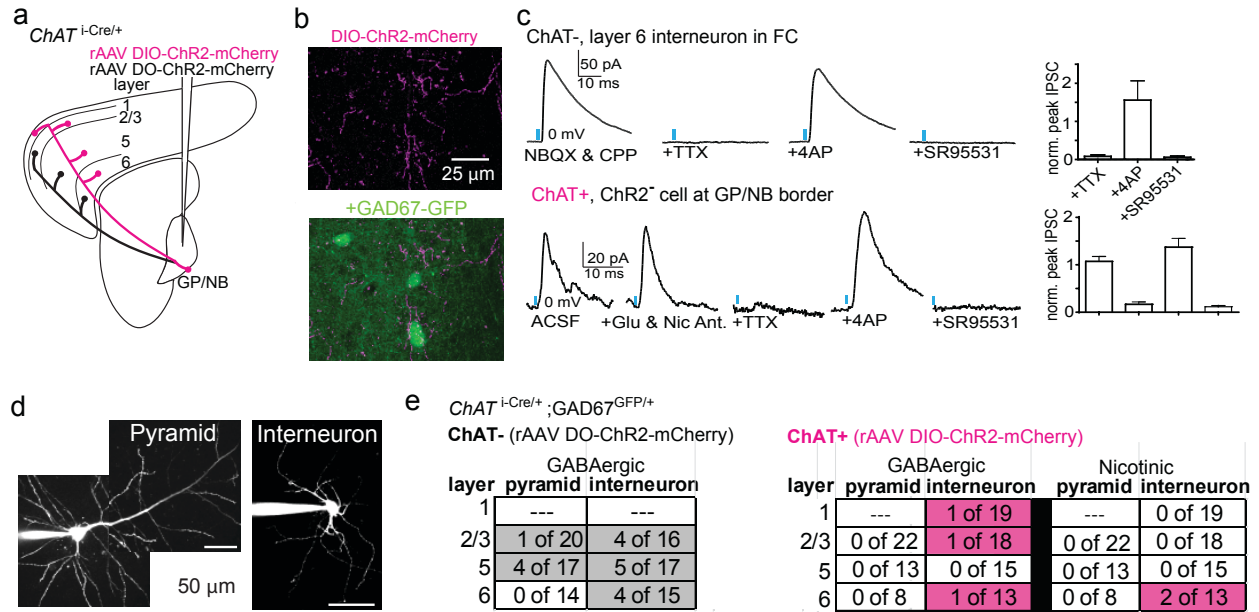 a
ChAT i-Cre/+
rAAV DIO-ChR2-mCherry
rAAV DO-ChR2-mCherry
layer
1
2/3
5
6
GP/NB
b
DIO-ChR2-mCherry
25 µm
+GAD67-GFP
c
ChAT-, layer 6 interneuron in FC
50 pA
10 ms
0 mV
NBQX & CPP
+TTX
+4AP
+SR95531
norm. peak IPSC
2
1
0
+TTX
+4AP
+SR95531
ChAT+, ChR2- cell at GP/NB border
20 pA
10 ms
0 mV
ACSF
+Glu & Nic Ant.
+TTX
+4AP
+SR95531
norm. peak IPSC
2
1
0
d
Pyramid
Interneuron
50 µm
e
ChAT i-Cre/+ ;GAD67GFP/+
ChAT- (rAAV DO-ChR2-mCherry)
GABAergic
layer pyramid interneuron
1 --- ---
2/3 1 of 20 4 of 16
5 4 of 17 5 of 17
6 0 of 14 4 of 15
ChAT+ (rAAV DIO-ChR2-mCherry)
GABAergic Nicotinic
layer pyramid interneuron pyramid interneuron
1 --- 1 of 19 --- 0 of 19
2/3 0 of 22 1 of 18 0 of 22 0 of 18
5 0 of 13 0 of 15 0 of 13 0 of 15
6 0 of 8 1 of 13 0 of 8 2 of 13